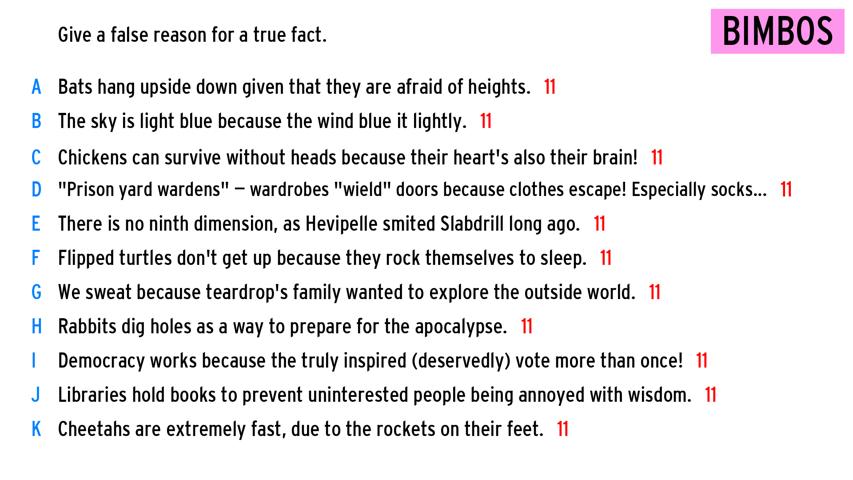 Give a false reason for a true fact.
BIMBOS
A Bats hang upside down given that they are afraid of heights. 11
B The sky is light blue because the wind blue it lightly. 11
C Chickens can survive without heads because their heart's also their brain! 11
D "Prison yard wardens" – wardrobes "wield" doors because clothes escape! Especially socks... 11
E There is no ninth dimension, as Hevipelle smited Slabdrill long ago. 11
F Flipped turtles don't get up because they rock themselves to sleep. 11
G We sweat because teardrop's family wanted to explore the outside world. 11
H Rabbits dig holes as a way to prepare for the apocalypse. 11
I Democracy works because the truly inspired (deservedly) vote more than once! 11
J Libraries hold books to prevent uninterested people being annoyed with wisdom. 11
K Cheetahs are extremely fast, due to the rockets on their feet. 11